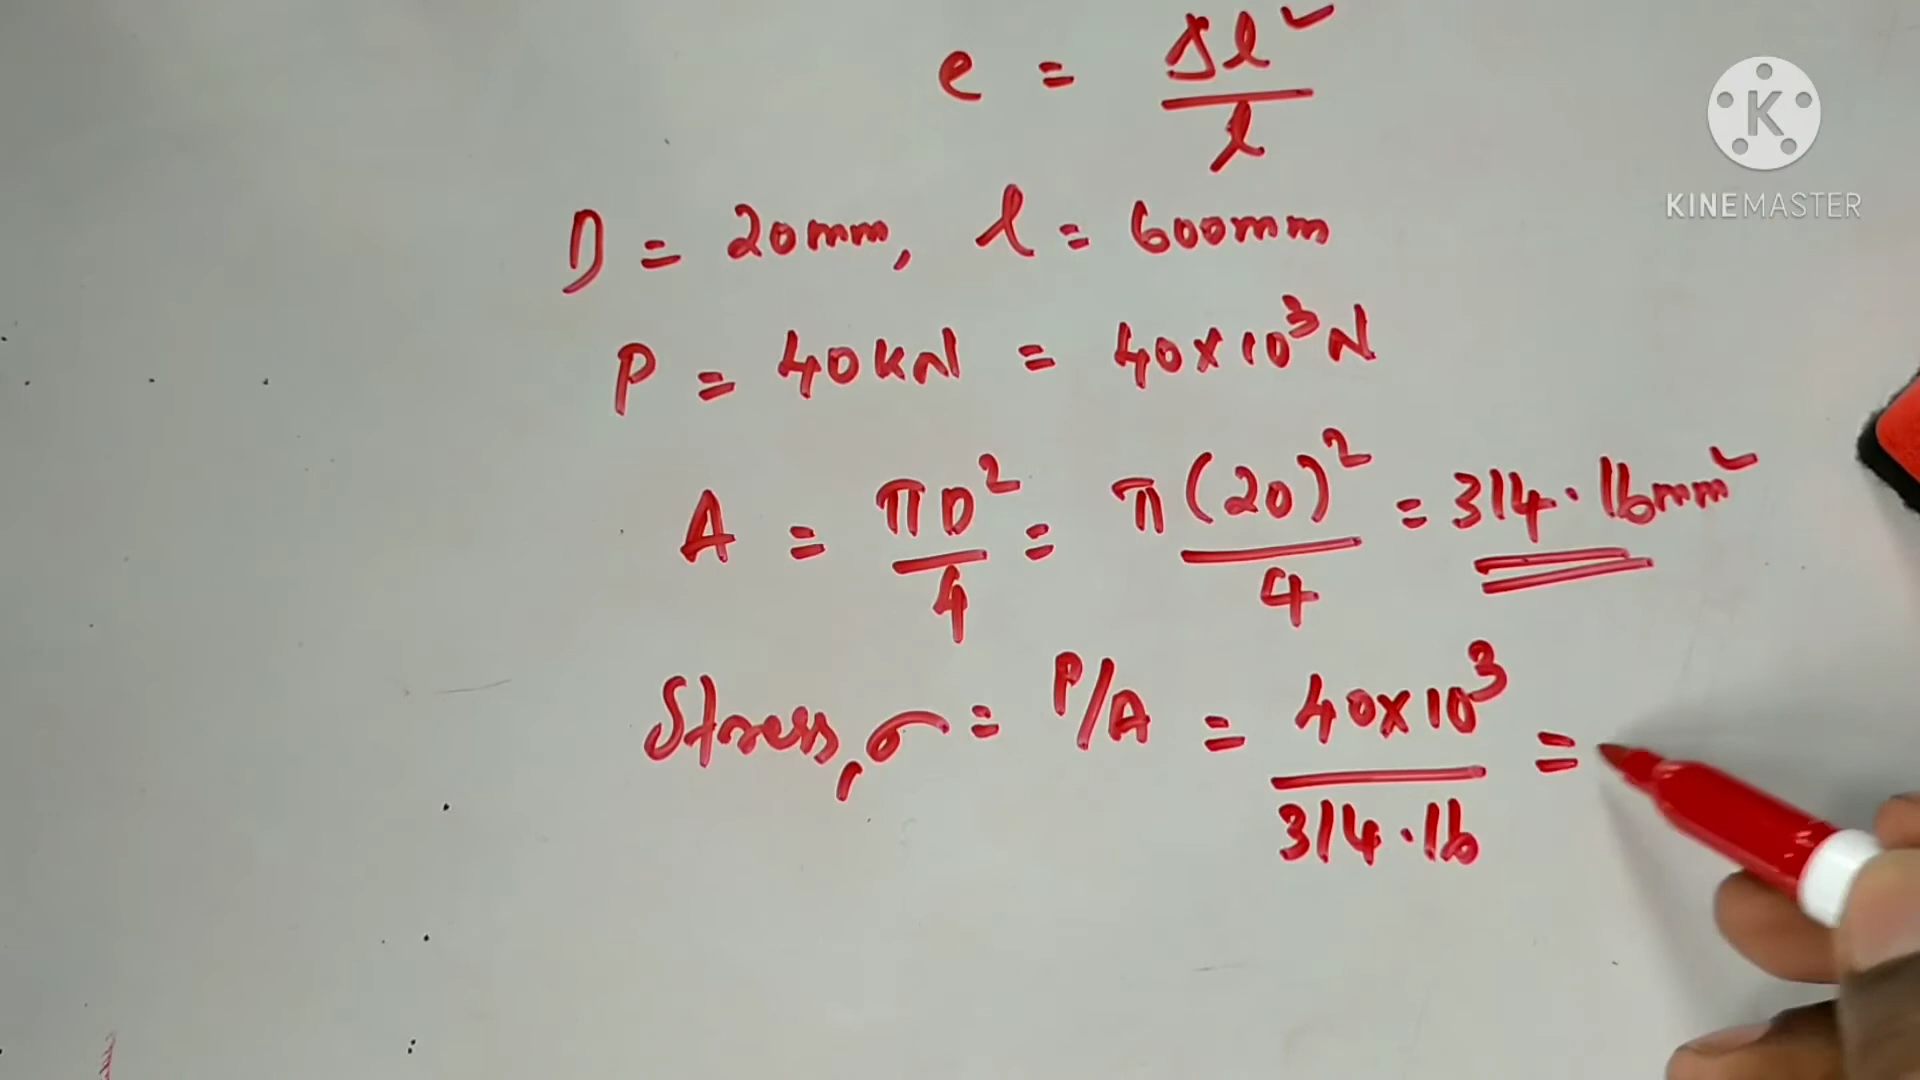 e = Δl / l
D = 20mm, l = 600mm
P = 40kN = 40×10³N
A = πD²/4 = π(20)²/4 = 314.16mm²
Stress, σ = P/A = 40×10³/314.16 =
K
KINEMASTER